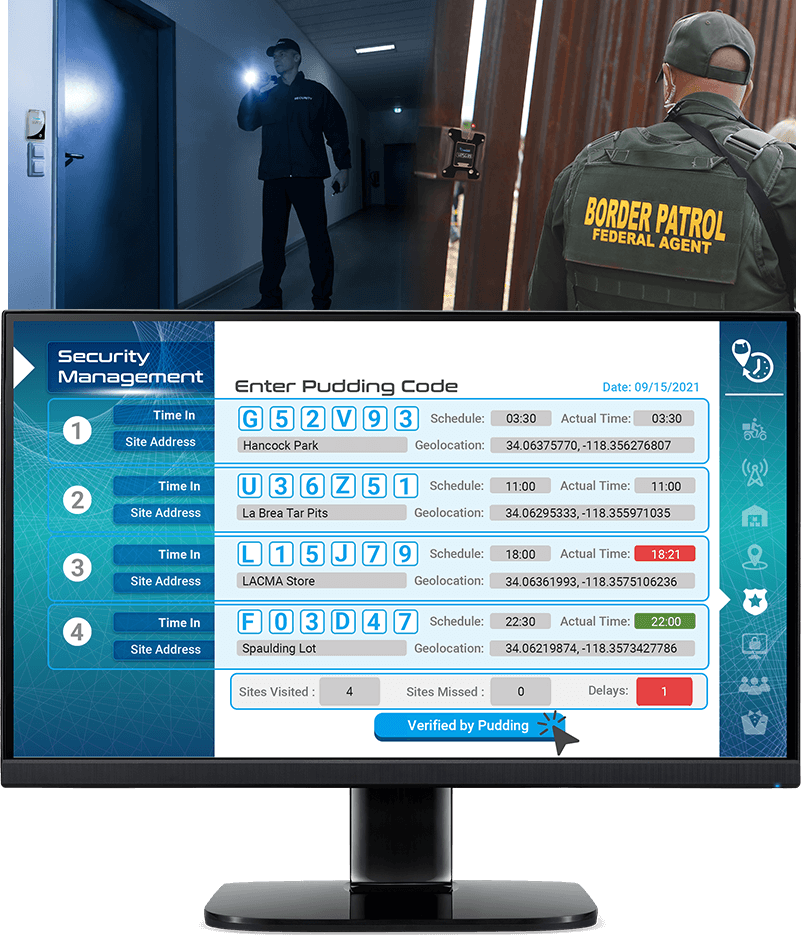 SECURITY
BORDER PATROL
FEDERAL AGENT
Security
Management
Enter Pudding Code
Date: 09/15/2021
1
Time In
G 5 2 V 9 3
Schedule: 03:30 Actual Time: 03:30
Site Address
Hancock Park
Geolocation: 34.06375770, -118.356276807
2
Time In
U 3 6 Z 5 1
Schedule: 11:00 Actual Time: 11:00
Site Address
La Brea Tar Pits
Geolocation: 34.06295333, -118.355971035
3
Time In
L 1 5 J 7 9
Schedule: 18:00 Actual Time: 18:21
Site Address
LACMA Store
Geolocation: 34.06361993, -118.3575106236
4
Time In
F 0 3 D 4 7
Schedule: 22:30 Actual Time: 22:00
Site Address
Spaulding Lot
Geolocation: 34.06219874, -118.3573427786
Sites Visited : 4 Sites Missed : 0 Delays: 1
Verified by Pudding